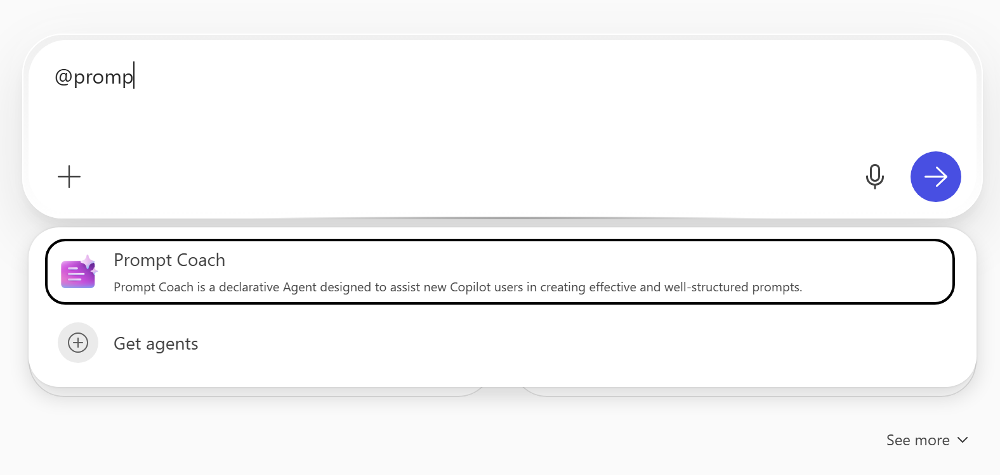 @promp
Prompt Coach
Prompt Coach is a declarative Agent designed to assist new Copilot users in creating effective and well-structured prompts.
Get agents
See more